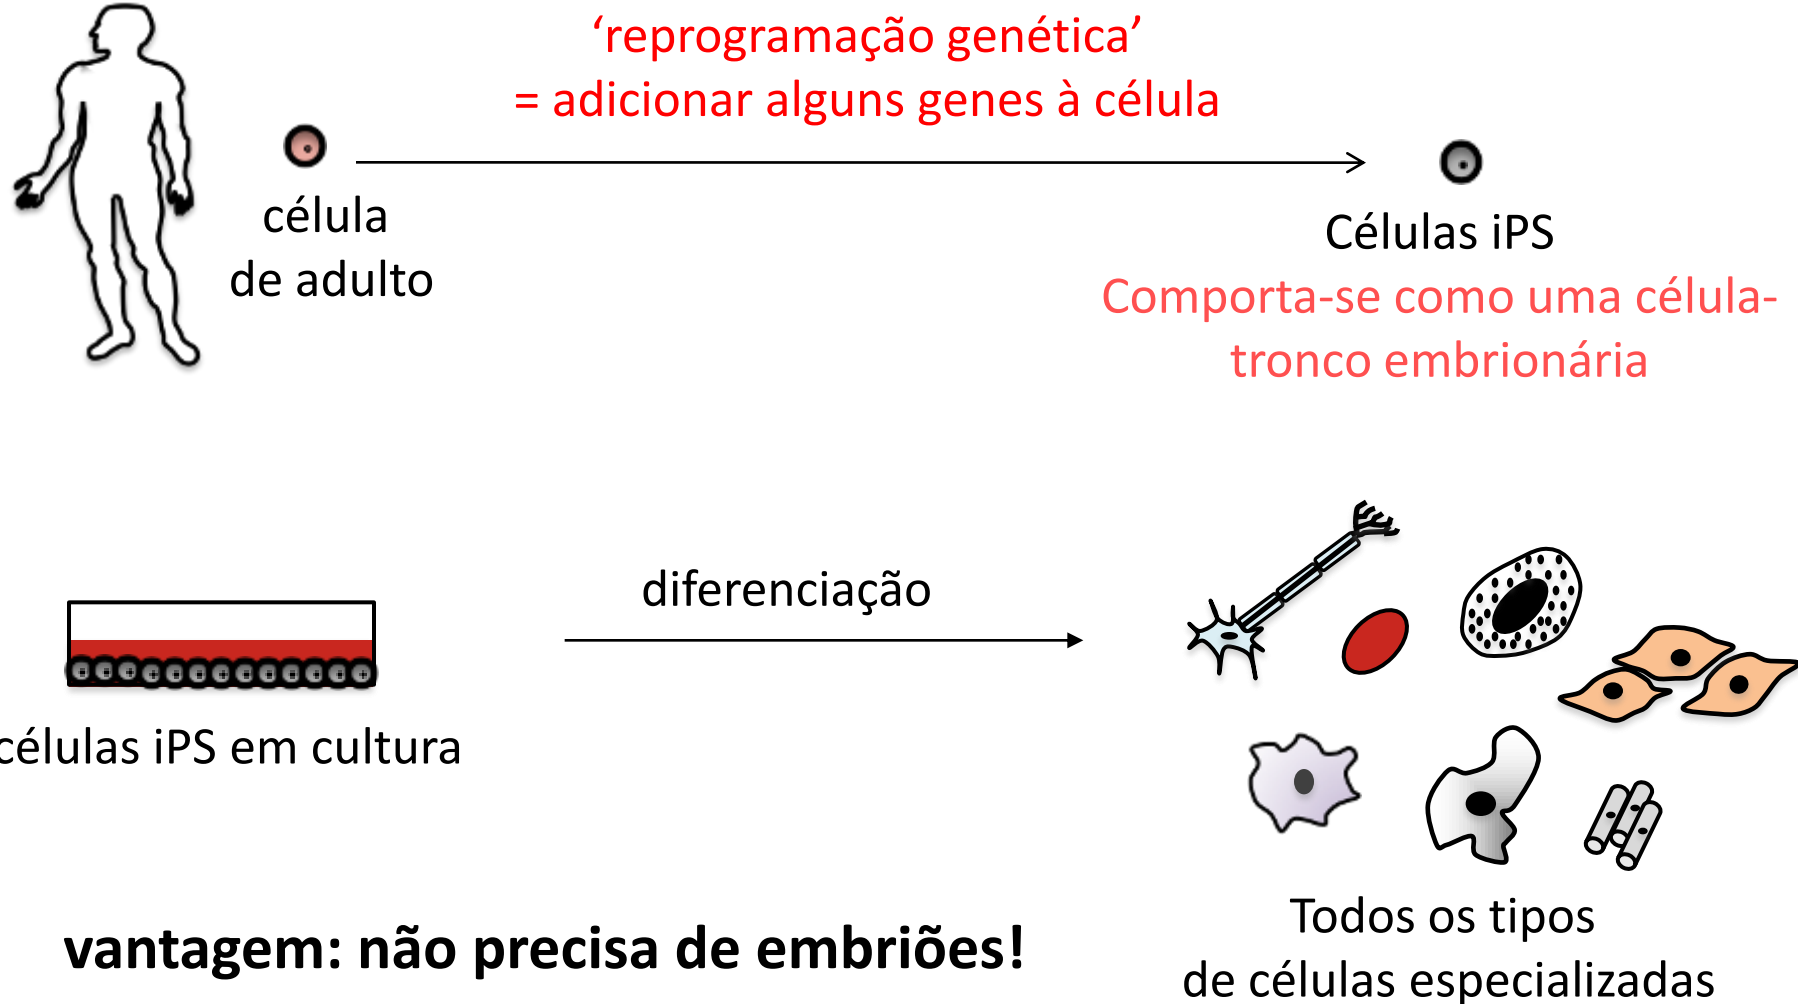 ‘reprogramação genética’
= adicionar alguns genes à célula
célula
de adulto
Células iPS
Comporta-se como uma célula-
tronco embrionária
diferenciação
células iPS em cultura
Todos os tipos
de células especializadas
vantagem: não precisa de embriões!